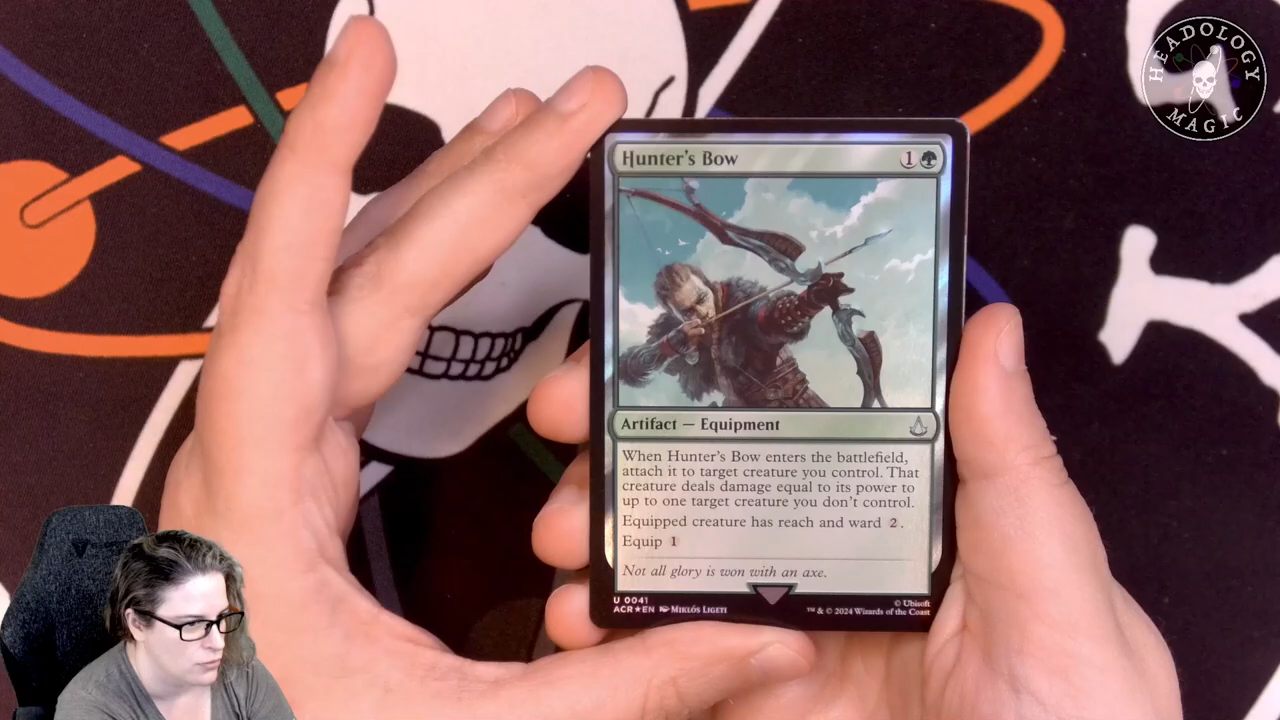 HEADOLOGY
MAGIC
Hunter's Bow 1
Artifact — Equipment
When Hunter's Bow enters the battlefield,
attach it to target creature you control. That
creature deals damage equal to its power to
up to one target creature you don't control.
Equipped creature has reach and ward 2.
Equip 1
Not all glory is won with an axe.
U 0041
ACR★EN Miklós Ligeti
© Ubisoft
™ & © 2024 Wizards of the Coast